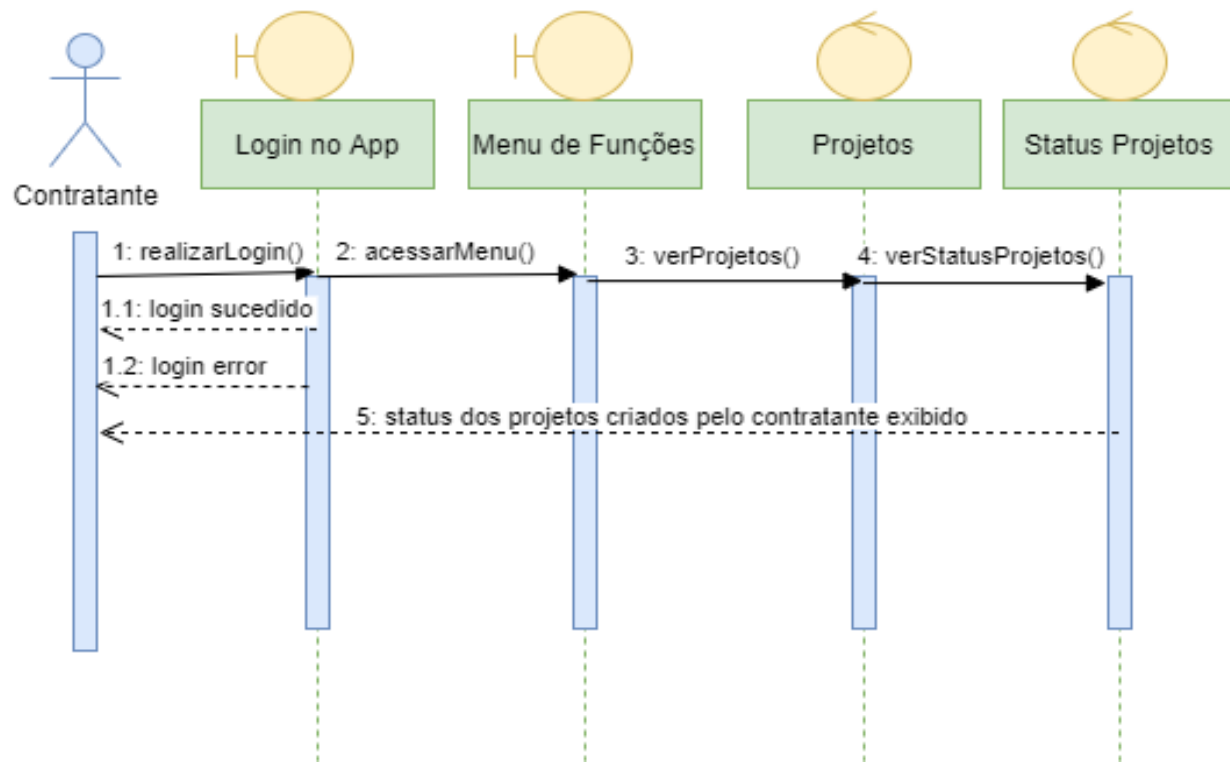 Login no App
Menu de Funções
Projetos
Status Projetos
Contratante
1: realizarLogin()
2: acessarMenu()
3: verProjetos()
4: verStatusProjetos()
1.1: login sucedido
1.2: login error
5: status dos projetos criados pelo contratante exibido